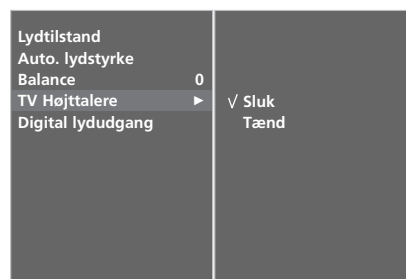 Lydtilstand
Auto. lydstyrke
Balance 0
TV Højttalere ►
Digital lydudgang
√ Sluk
Tænd